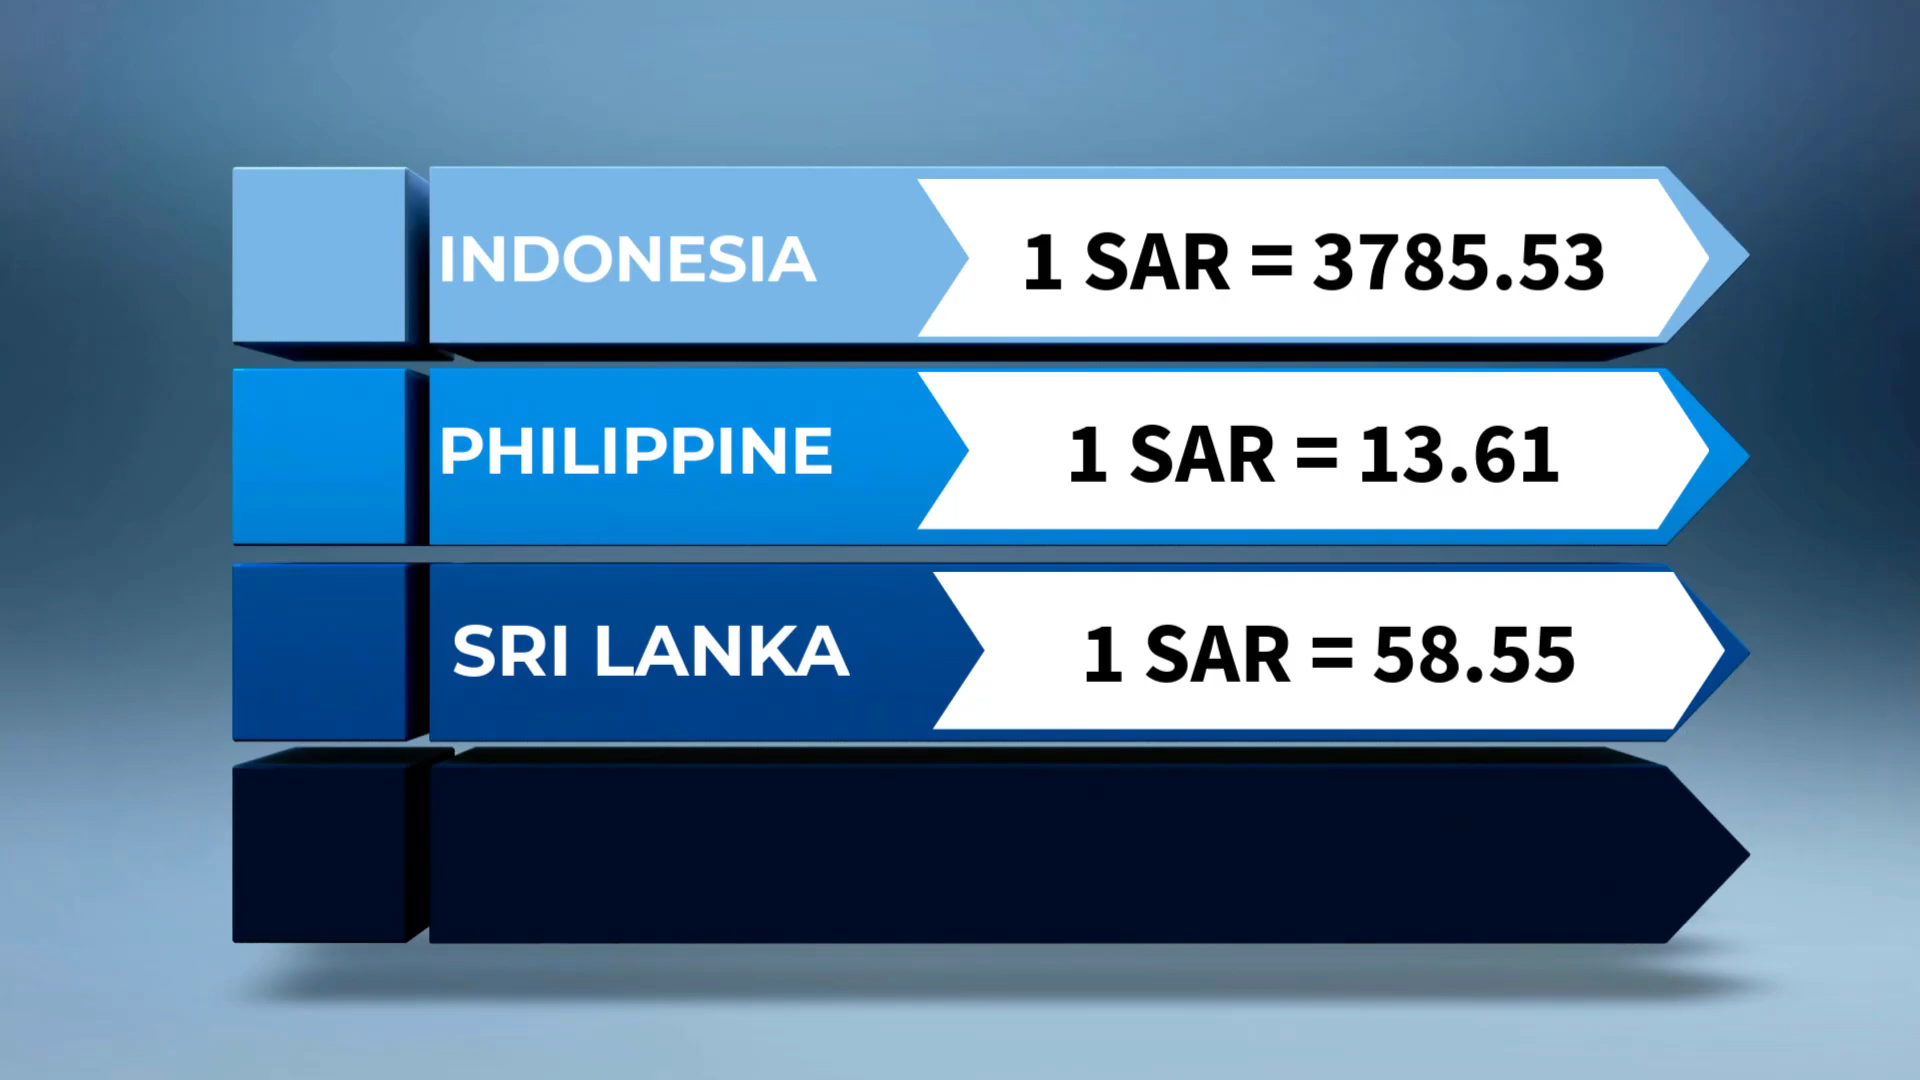 INDONESIA 1 SAR = 3785.53
PHILIPPINE 1 SAR = 13.61
SRI LANKA 1 SAR = 58.55